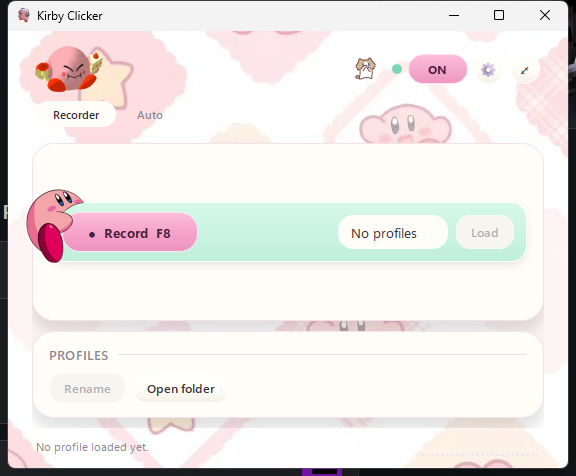 Kirby Clicker
ON
Recorder
Auto
Record F8
No profiles
Load
PROFILES
Rename
Open folder
No profile loaded yet.